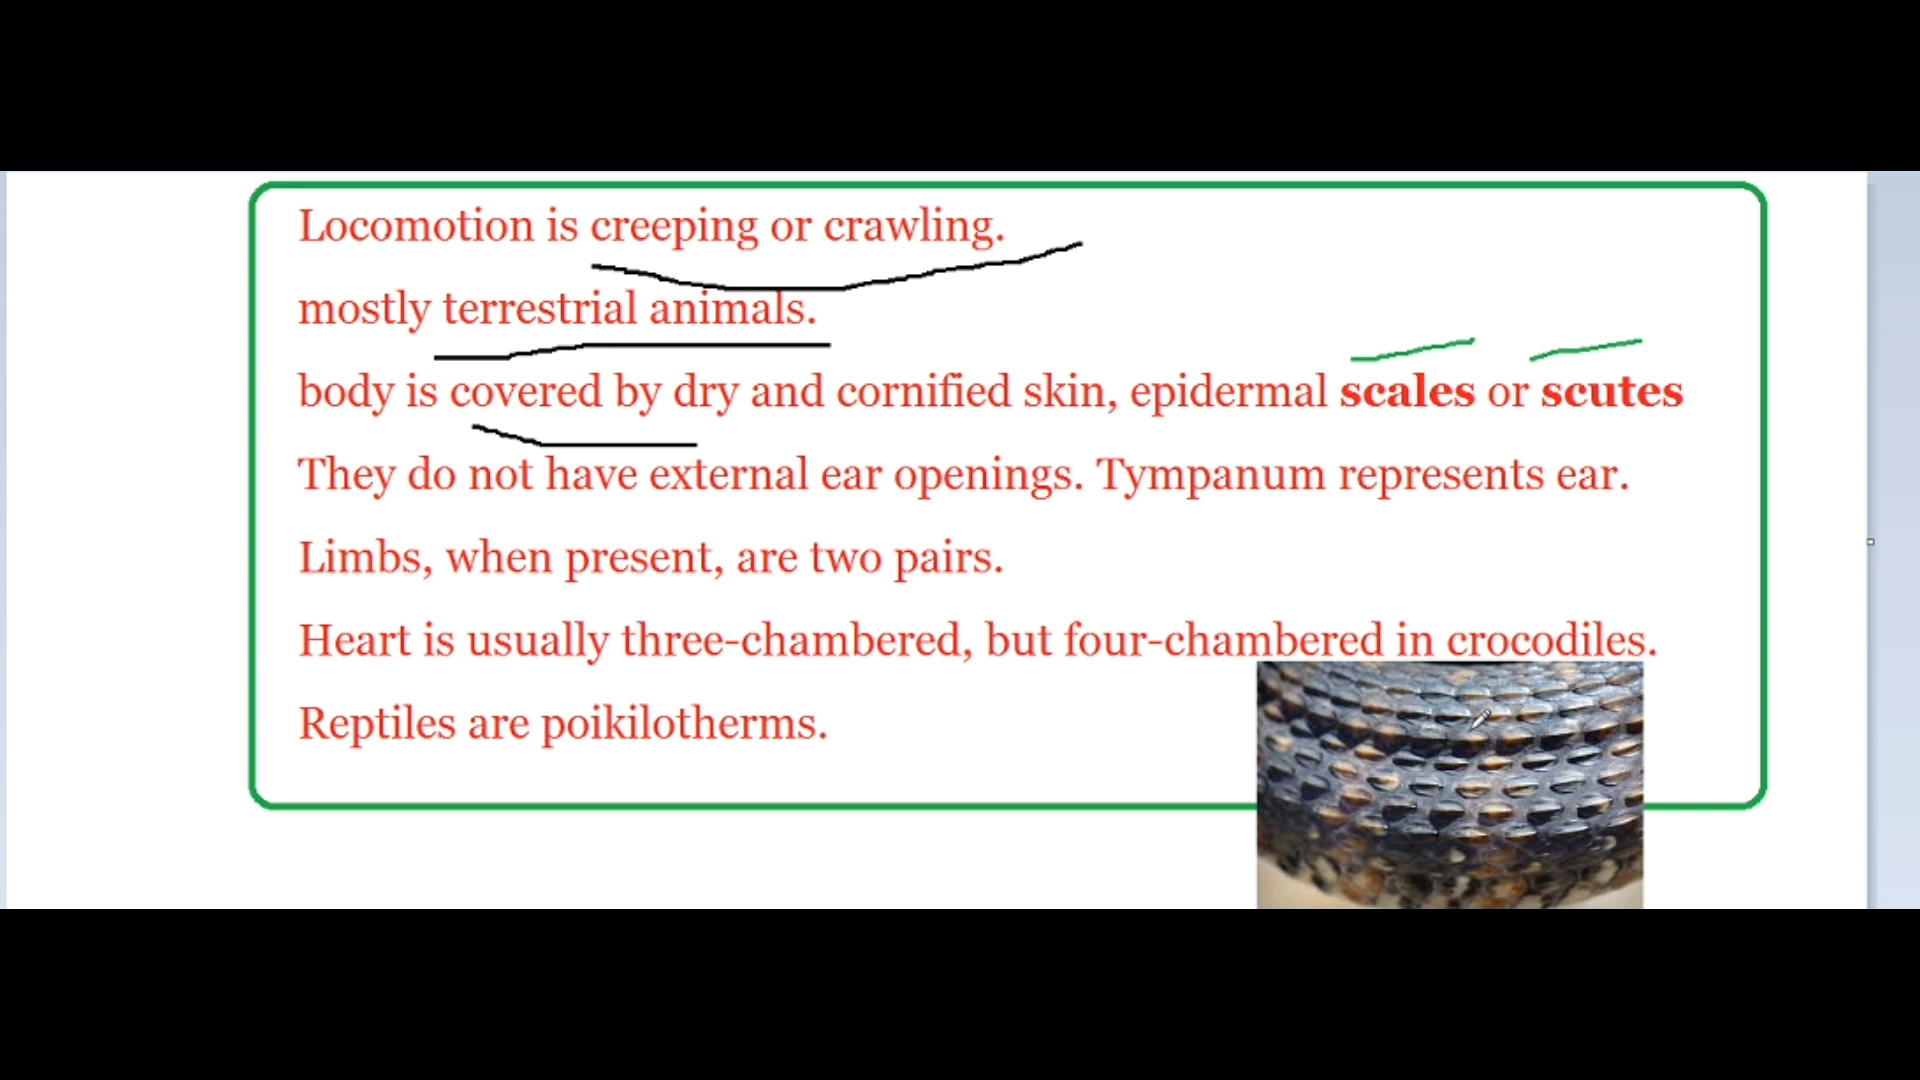 Locomotion is creeping or crawling.
mostly terrestrial animals.
body is covered by dry and cornified skin, epidermal scales or scutes
They do not have external ear openings. Tympanum represents ear.
Limbs, when present, are two pairs.
Heart is usually three-chambered, but four-chambered in crocodiles.
Reptiles are poikilotherms.